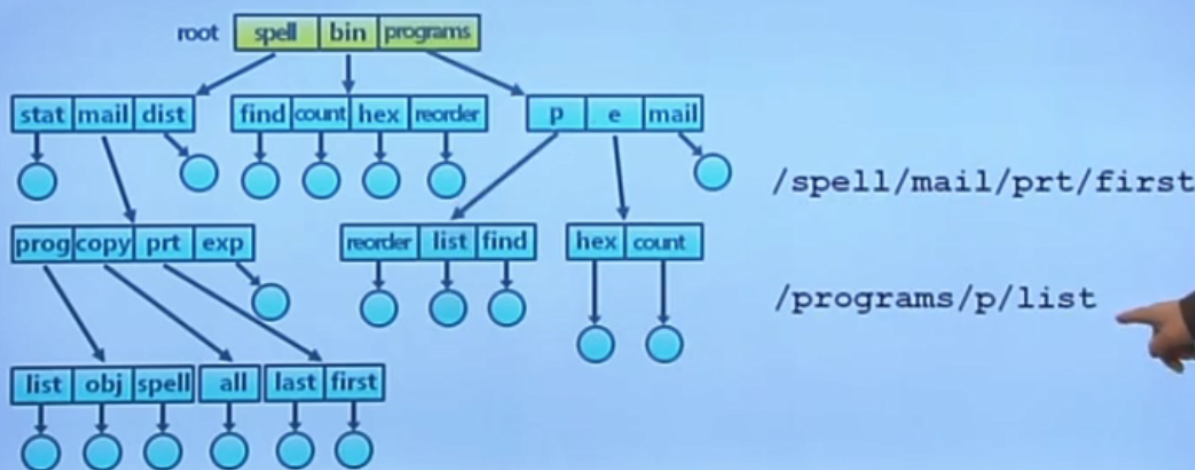 root spell bin programs
stat mail dist find count hex reorder p e mail
/spell/mail/prt/first
prog copy prt exp reorder list find hex count
/programs/p/list
list obj spell all last first